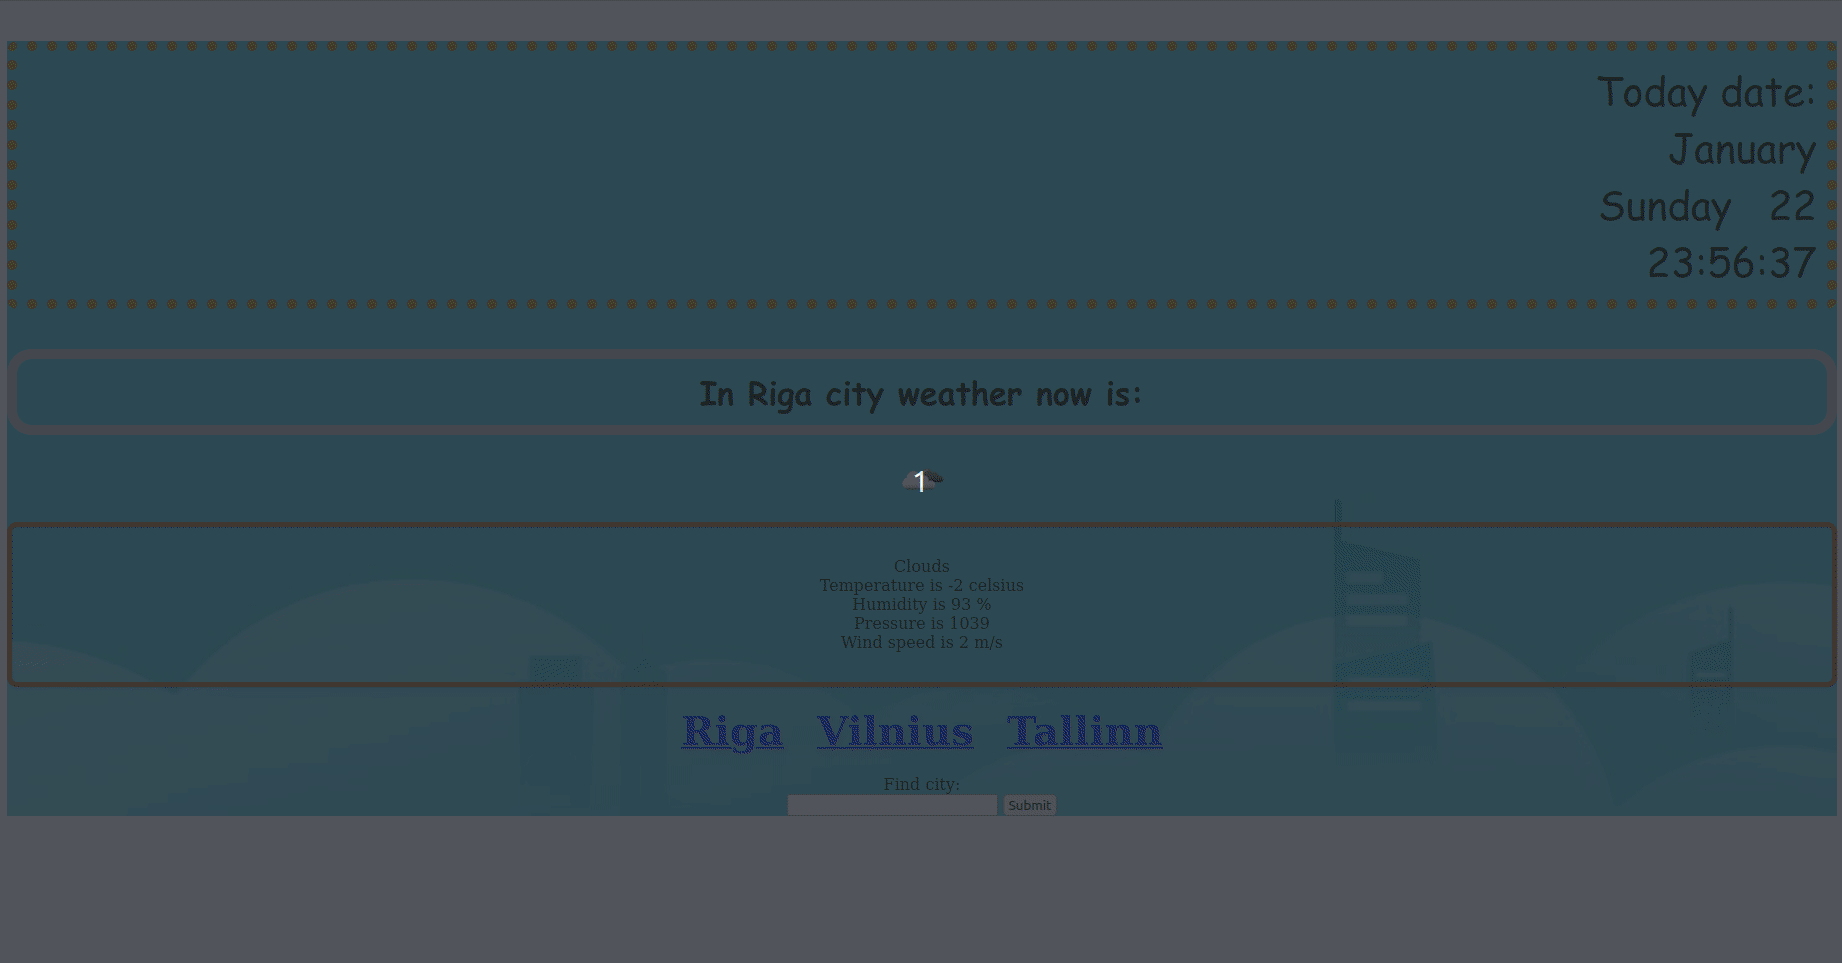 Today date:
January
Sunday 22
23:56:37
In Riga city weather now is:
1
Clouds
Temperature is -2 celsius
Humidity is 93 %
Pressure is 1039
Wind speed is 2 m/s
Riga Vilnius Tallinn
Find city:
Submit